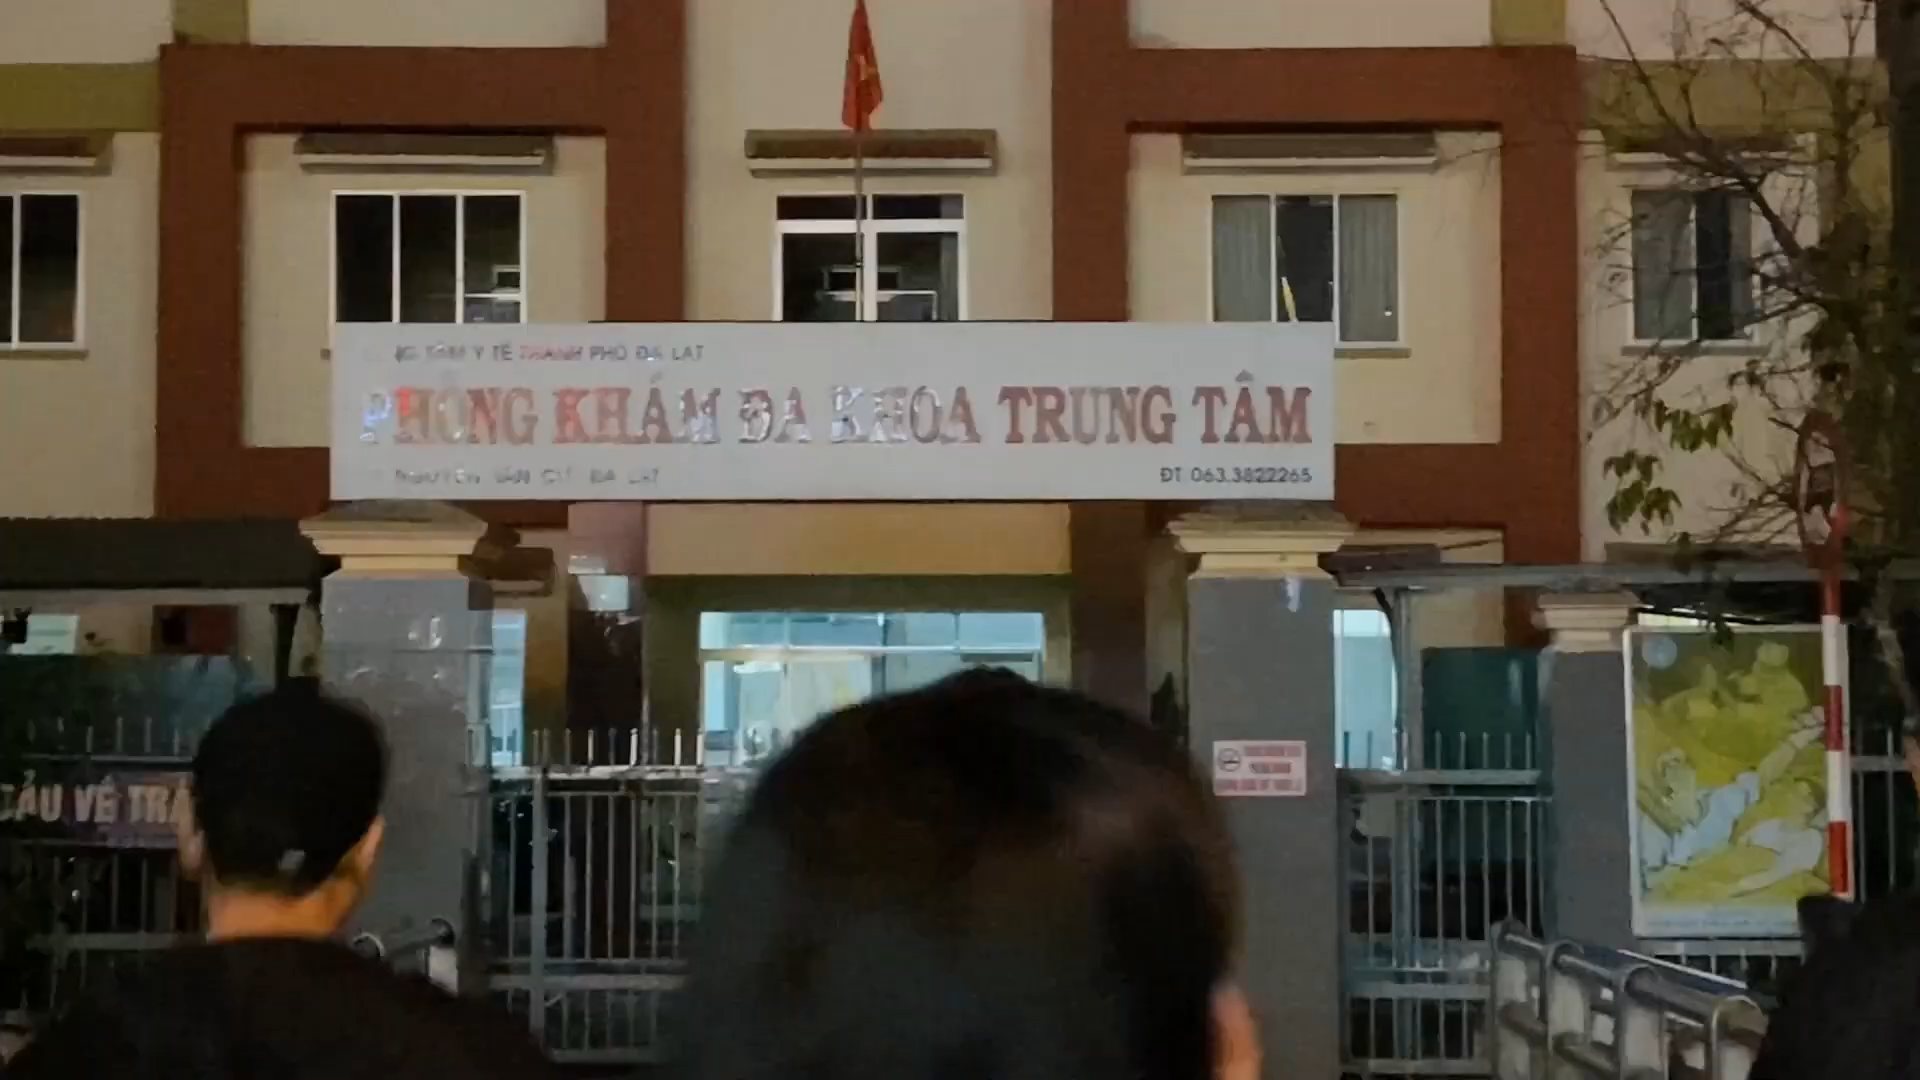 TÂM Y TẾ THÀNH PHỐ ĐÀ LẠT
PHÒNG KHÁM ĐA KHOA TRUNG TÂM
NGUYỄN VĂN CỪ ĐÀ LẠT
ĐT 063.3822265
VỀ